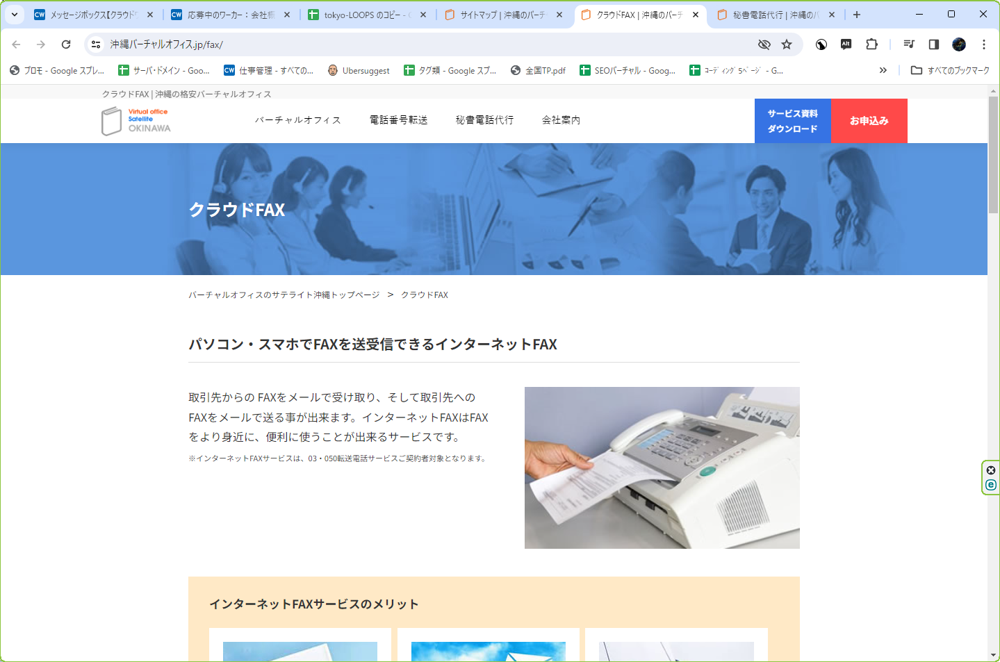 メッセージボックス【クラウドワ
応募中のワーカー：会社概
tokyo-LOOPS のコピー - G
サイトマップ | 沖縄のバーチ
クラウドFAX | 沖縄のバーチ
秘書電話代行 | 沖縄のバ
沖縄バーチャルオフィス.jp/fax/
プロモ - Google スプレ...
サーバ・ドメイン - Goo...
仕事管理 - すべての...
Ubersuggest
タグ類 - Google スプ...
全国TP.pdf
SEOバーチャル - Goog...
ｺｰﾃﾞｨﾝｸﾞ 5ﾍﾟｰｼﾞ - G...
すべてのブックマーク
クラウドFAX | 沖縄の格安バーチャルオフィス
Virtual office
Satellite
OKINAWA
バーチャルオフィス
電話番号転送
秘書電話代行
会社案内
サービス資料
ダウンロード
お申込み
クラウドFAX
バーチャルオフィスのサテライト沖縄トップページ > クラウドFAX
パソコン・スマホでFAXを送受信できるインターネットFAX
取引先からの FAXをメールで受け取り、そして取引先への
FAXをメールで送る事が出来ます。インターネットFAXはFAX
をより身近に、便利に使うことが出来るサービスです。
※インターネットFAXサービスは、03・050転送電話サービスご契約者対象となります。
インターネットFAXサービスのメリット